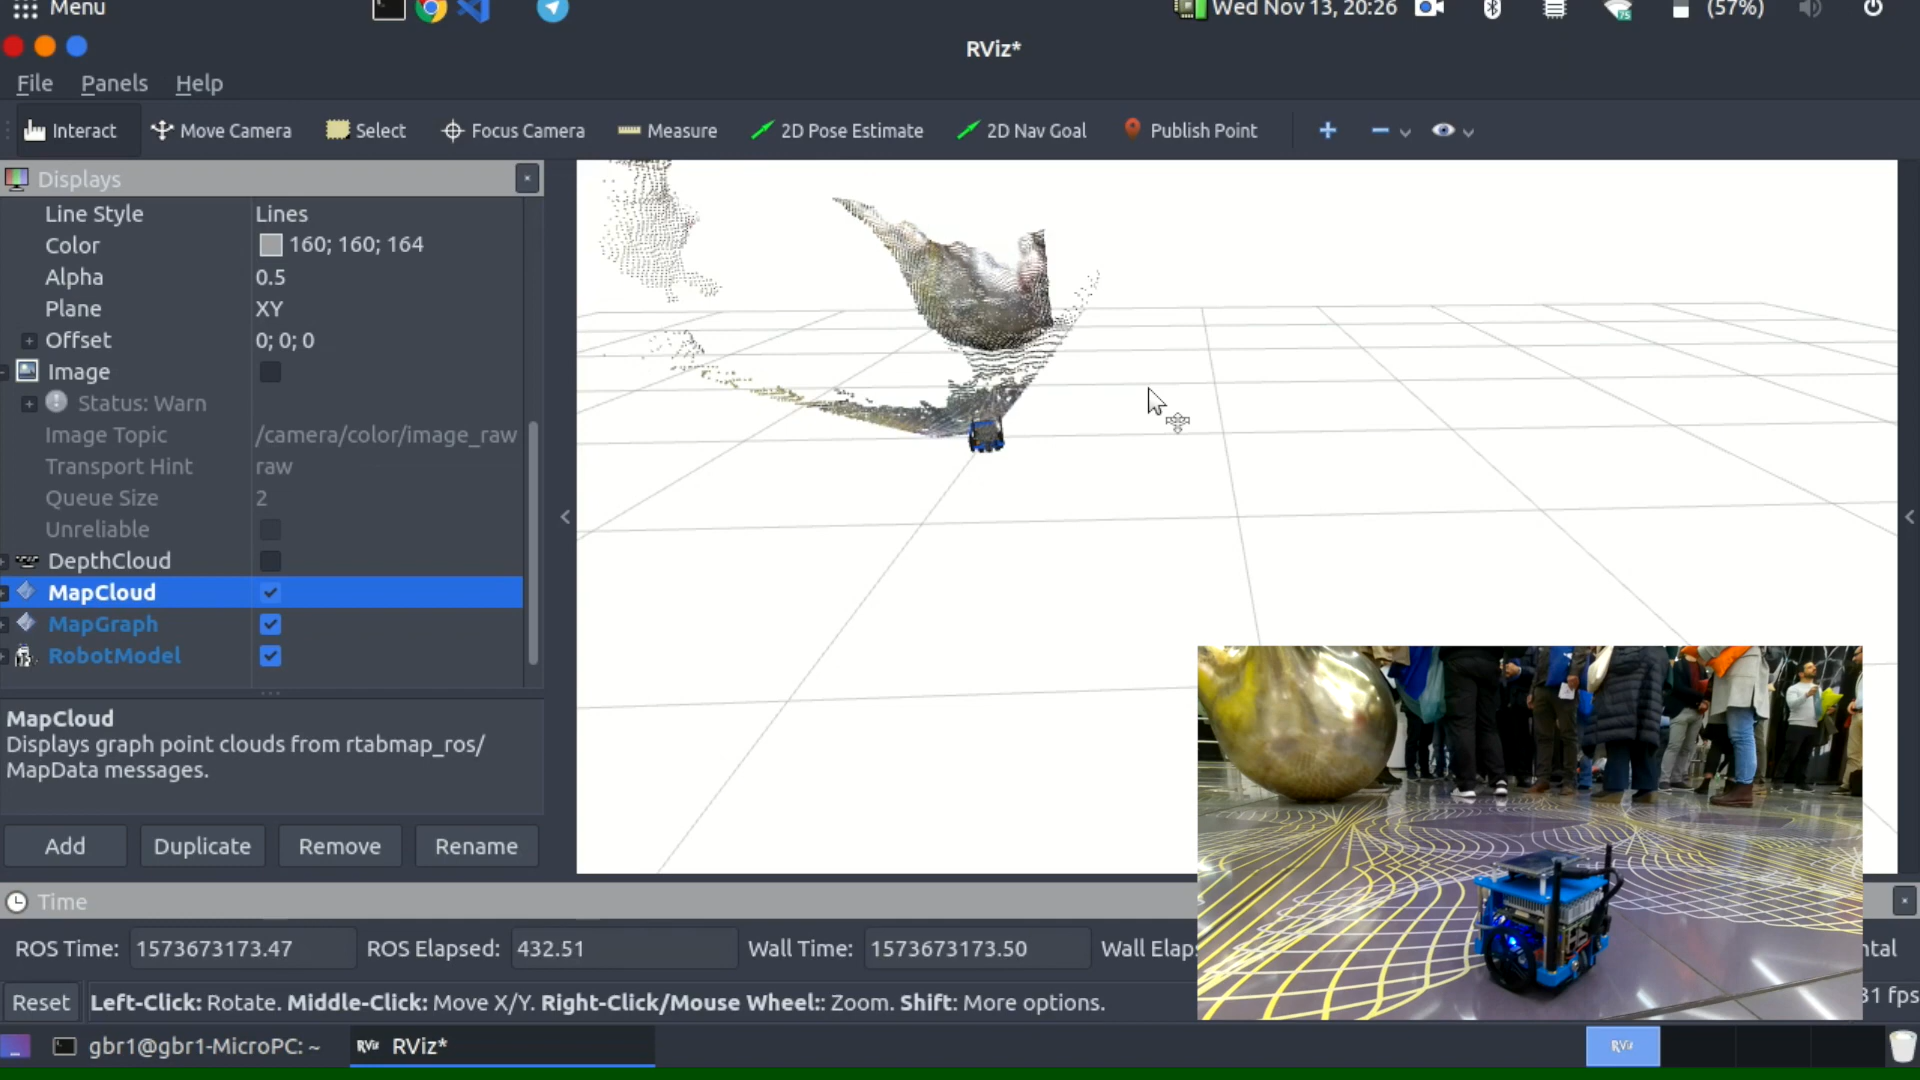 Menu
Wed Nov 13, 20:26
75
(57%)
RViz*
File Panels Help
Interact Move Camera Select Focus Camera Measure 2D Pose Estimate 2D Nav Goal Publish Point
Displays
Line Style Lines
Color 160; 160; 164
Alpha 0.5
Plane XY
Offset 0; 0; 0
Image
Status: Warn
Image Topic /camera/color/image_raw
Transport Hint raw
Queue Size 2
Unreliable
DepthCloud
MapCloud
MapGraph
RobotModel
MapCloud
Displays graph point clouds from rtabmap_ros/
MapData messages.
Add Duplicate Remove Rename
Time
ROS Time: 1573673173.47 ROS Elapsed: 432.51 Wall Time: 1573673173.50 Wall Elaps
ntal
Reset Left-Click: Rotate. Middle-Click: Move X/Y. Right-Click/Mouse Wheel:: Zoom. Shift: More options.
31 fps
gbr1@gbr1-MicroPC: ~ RViz RViz*
RViz